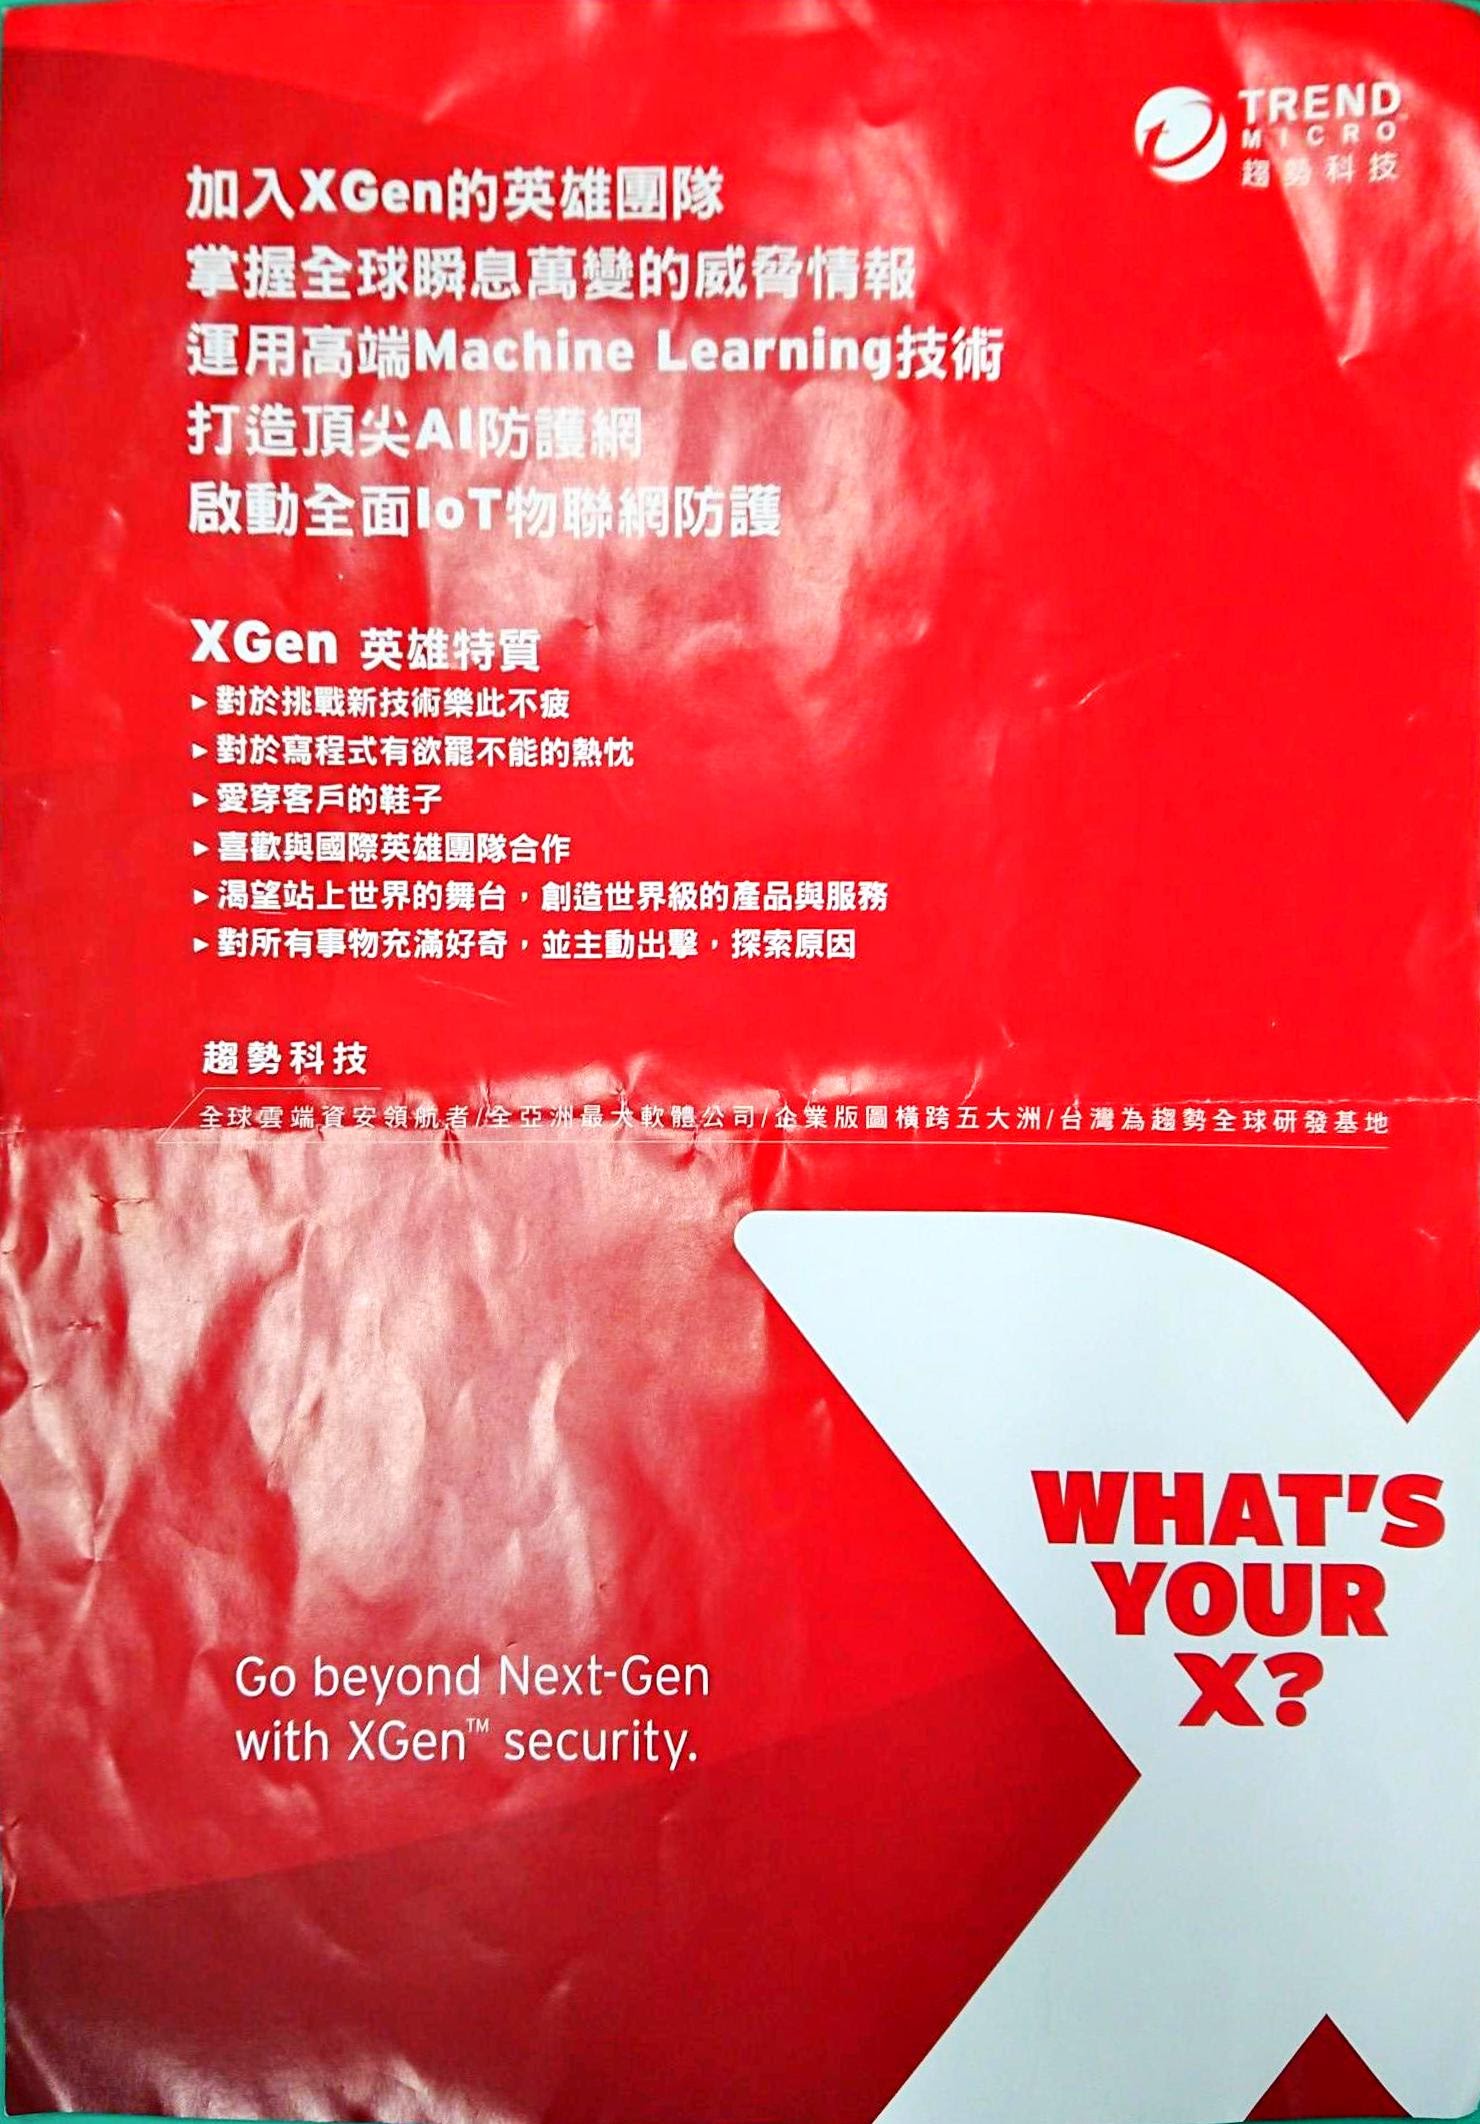 TREND
MICRO
趨勢科技
加入XGen的英雄團隊
掌握全球瞬息萬變的威脅情報
運用高端Machine Learning技術
打造頂尖AI防護網
啟動全面IoT物聯網防護
XGen 英雄特質
▸ 對於挑戰新技術樂此不疲
▸ 對於寫程式有欲罷不能的熱忱
▸ 愛穿客戶的鞋子
▸ 喜歡與國際英雄團隊合作
▸ 渴望站上世界的舞台，創造世界級的產品與服務
▸ 對所有事物充滿好奇，並主動出擊，探索原因
趨勢科技
全球雲端資安領航者/全亞洲最大軟體公司/企業版圖橫跨五大洲/台灣為趨勢全球研發基地
WHAT'S
YOUR
X?
Go beyond Next-Gen
with XGen™ security.